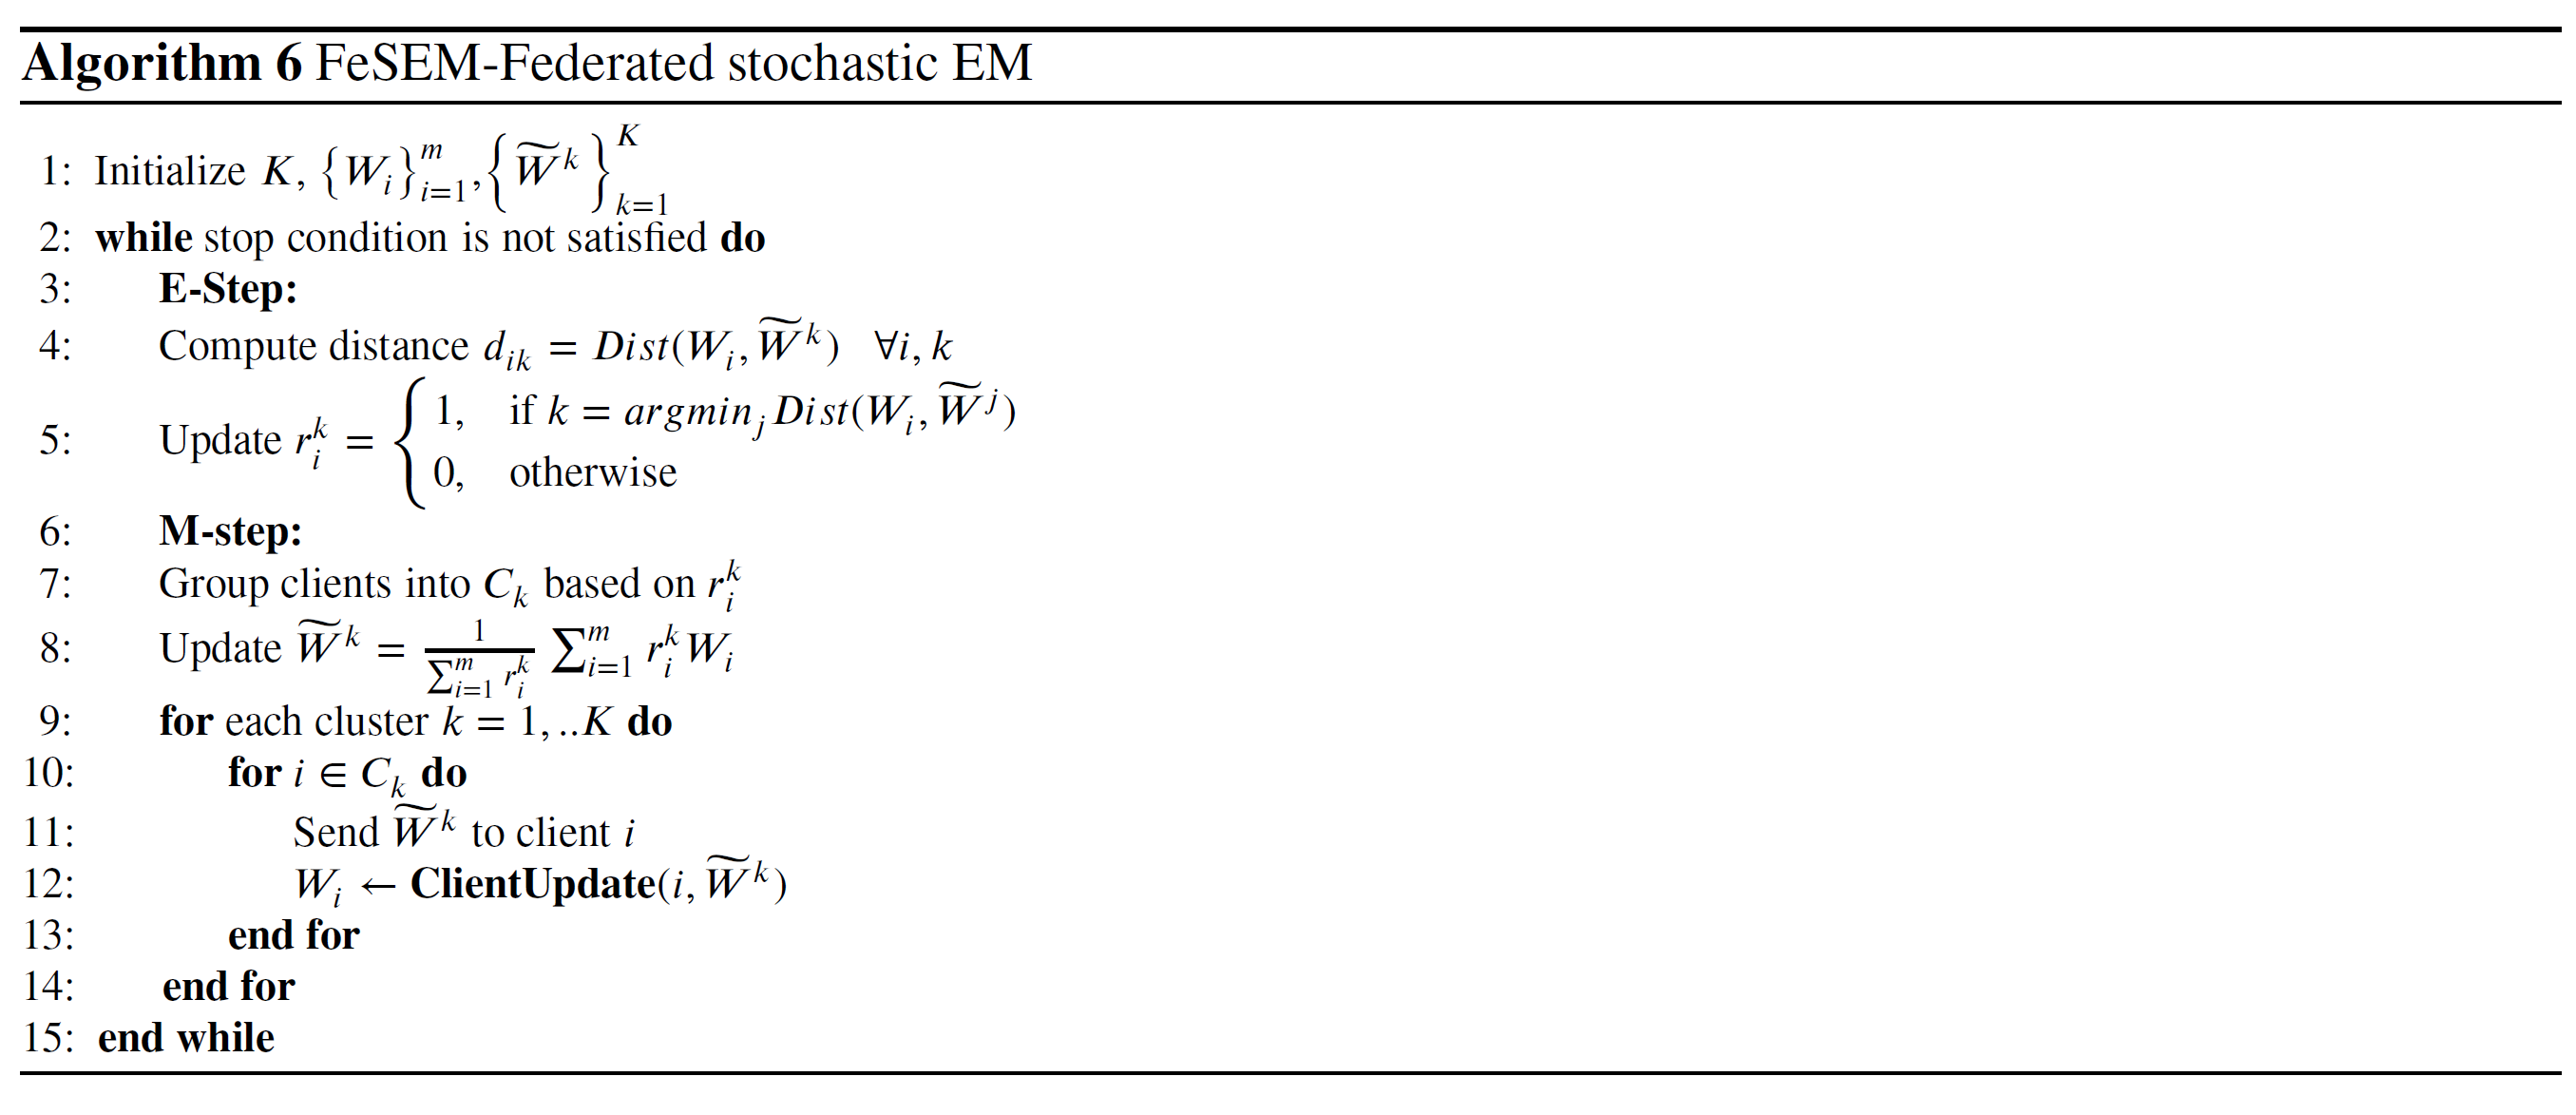 Algorithm 6 FeSEM-Federated stochastic EM
1: Initialize $K, \left\{W_i\right\}_{i=1}^{m}, \left\{\widetilde{W}^k\right\}_{k=1}^{K}$
2: while stop condition is not satisfied do
3: E-Step:
4: Compute distance $d_{ik} = Dist(W_i, \widetilde{W}^k) \quad \forall i, k$
5: Update $r_i^k = \begin{cases} 1, & \text{if } k = argmin_j Dist(W_i, \widetilde{W}^j) \\ 0, & \text{otherwise} \end{cases}$
6: M-step:
7: Group clients into $C_k$ based on $r_i^k$
8: Update $\widetilde{W}^k = \frac{1}{\sum_{i=1}^{m} r_i^k} \sum_{i=1}^{m} r_i^k W_i$
9: for each cluster $k = 1, ..K$ do
10: for $i \in C_k$ do
11: Send $\widetilde{W}^k$ to client $i$
12: $W_i \leftarrow$ ClientUpdate$(i, \widetilde{W}^k)$
13: end for
14: end for
15: end while